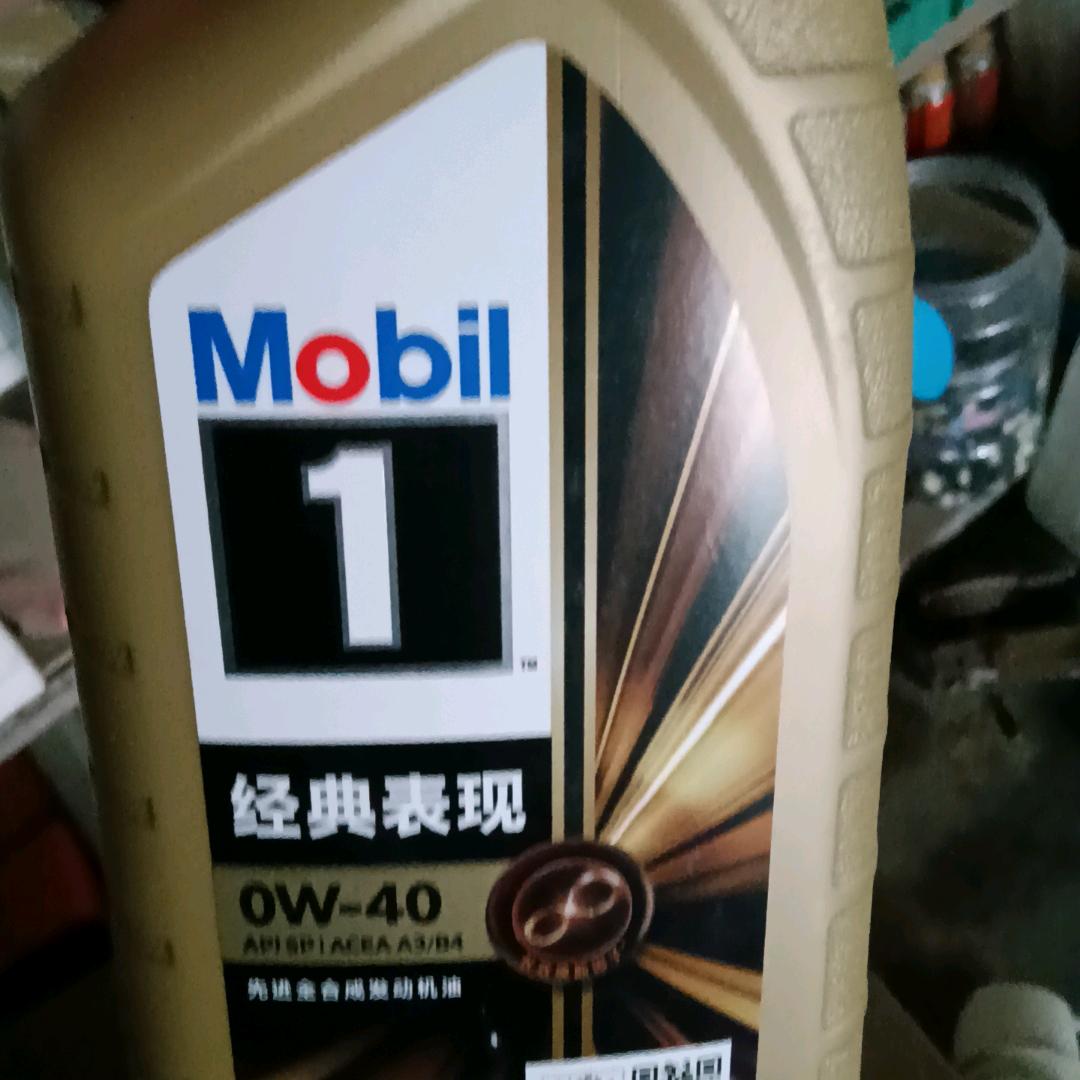 Mobil
1
TM
经典表现
0W-40
API SP | ACEA A3/B4
先进全合成发动机油